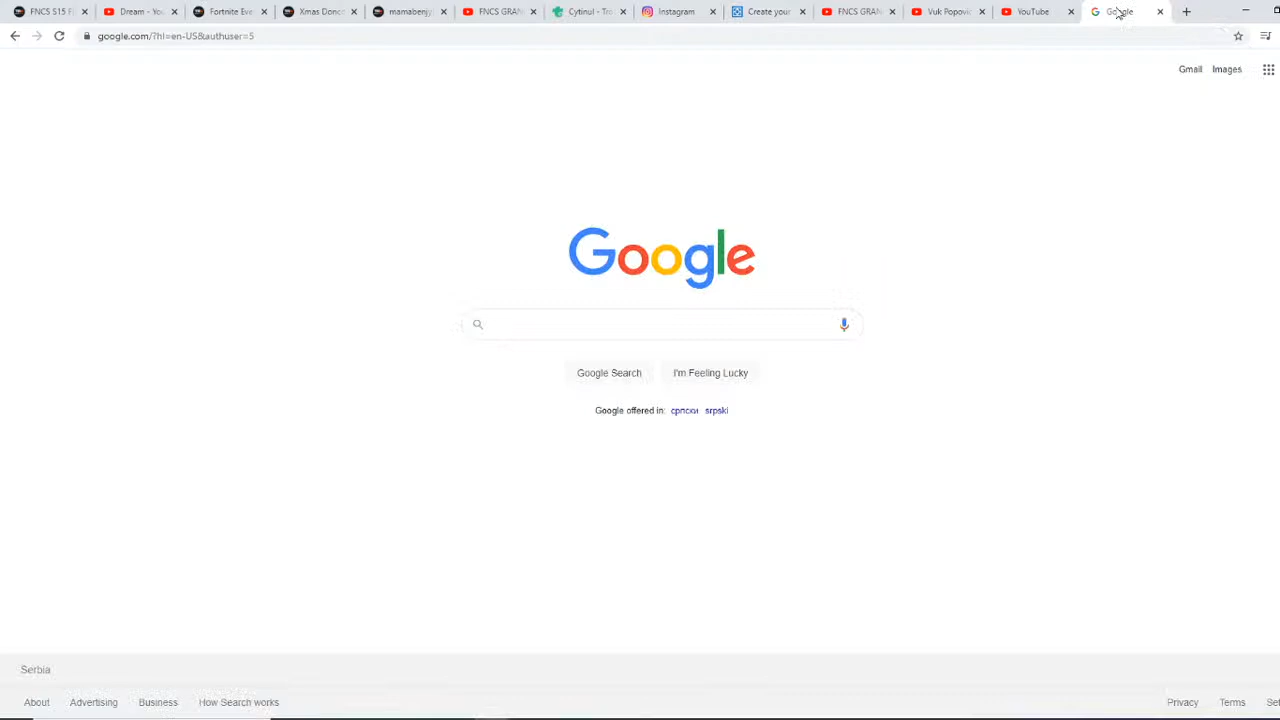 FNCS S15 F
Dream - You
Fortnite Eve
Xmas Donc
mamabenjy
FNCS GRAN
Cytinul - Tro
Instagram
Create your
FNCS GRAN
Vuk Popovic
YouTube
Google
google.com/?hl=en-US&authuser=5
Gmail Images
Google
Google Search I'm Feeling Lucky
Google offered in: српски srpski
Serbia
About Advertising Business How Search works Privacy Terms Set